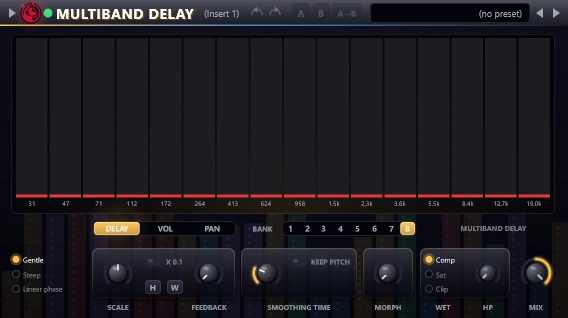 MULTIBAND DELAY (Insert 1) A B A→B (no preset)
31 47 71 112 172 264 413 624 958 1.5k 2.3k 3.6k 5.5k 8.4k 12.7k 19.0k
DELAY VOL PAN BANK 1 2 3 4 5 6 7 8 MULTIBAND DELAY
Gentle
Steep
Linear phase
X 0.1
H W
KEEP PITCH
Comp
Sat
Clip
SCALE FEEDBACK SMOOTHING TIME MORPH WET HP MIX